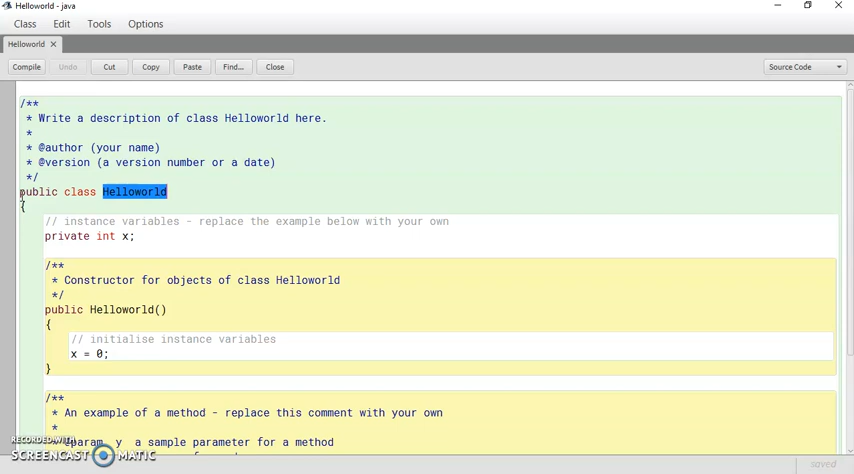 Helloworld - java
Class Edit Tools Options
Helloworld
Compile Undo Cut Copy Paste Find... Close Source Code
/**
* Write a description of class Helloworld here.
*
* @author (your name)
* @version (a version number or a date)
*/
public class Helloworld
{
// instance variables - replace the example below with your own
private int x;
/**
* Constructor for objects of class Helloworld
*/
public Helloworld()
{
// initialise instance variables
x = 0;
}
/**
* An example of a method - replace this comment with your own
*
RECORDED WITH
@param y a sample parameter for a method
SCREENCAST MATIC
saved